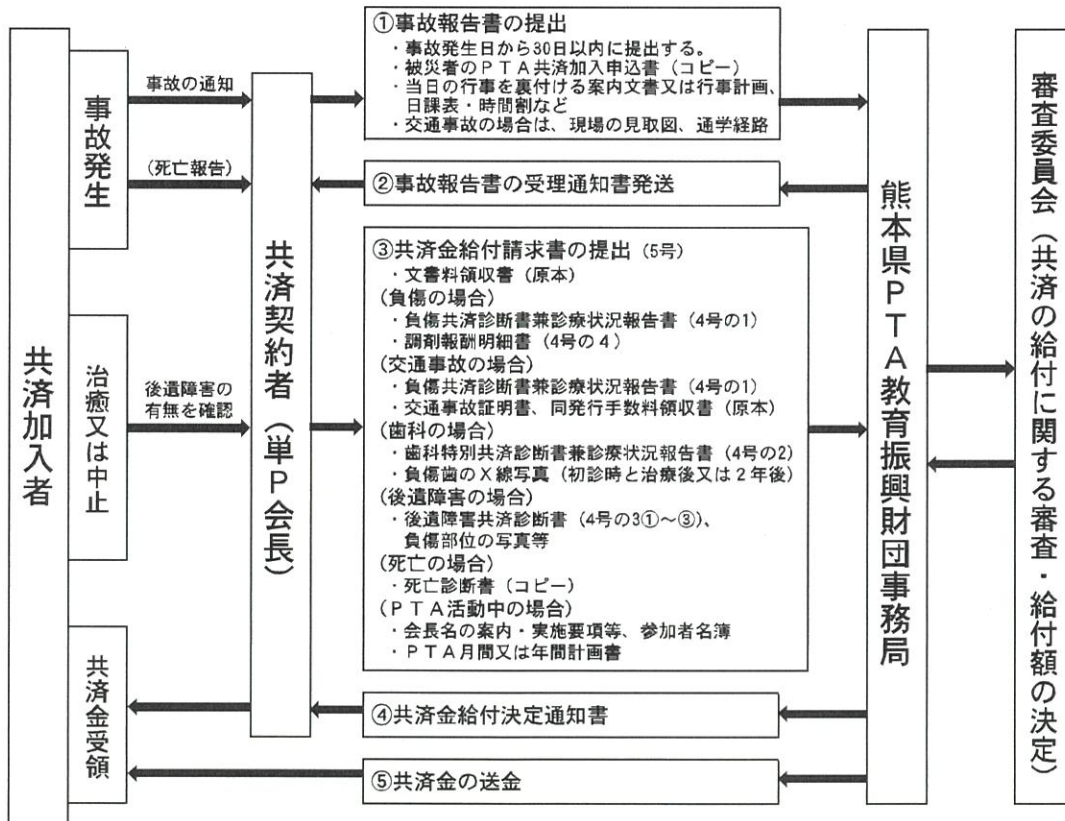 共済加入者
事故発生
治癒又は中止
共済金受領
事故の通知
(死亡報告)
後遺障害の
有無を確認
共済契約者(単P会長)
①事故報告書の提出
・事故発生日から30日以内に提出する。
・被災者のPTA共済加入申込書(コピー)
・当日の行事を裏付ける案内文書又は行事計画、
日課表・時間割など
・交通事故の場合は、現場の見取図、通学経路
②事故報告書の受理通知書発送
③共済金給付請求書の提出(5号)
・文書料領収書(原本)
(負傷の場合)
・負傷共済診断書兼診療状況報告書(4号の1)
・調剤報酬明細書(4号の4)
(交通事故の場合)
・負傷共済診断書兼診療状況報告書(4号の1)
・交通事故証明書、同発行手数料領収書(原本)
(歯科の場合)
・歯科特別共済診断書兼診療状況報告書(4号の2)
・負傷歯のX線写真(初診時と治療後又は2年後)
(後遺障害の場合)
・後遺障害共済診断書(4号の3①~③)、
負傷部位の写真等
(死亡の場合)
・死亡診断書(コピー)
(PTA活動中の場合)
・会長名の案内・実施要項等、参加者名簿
・PTA月間又は年間計画書
④共済金給付決定通知書
⑤共済金の送金
熊本県PTA教育振興財団事務局
審査委員会(共済の給付に関する審査・給付額の決定)